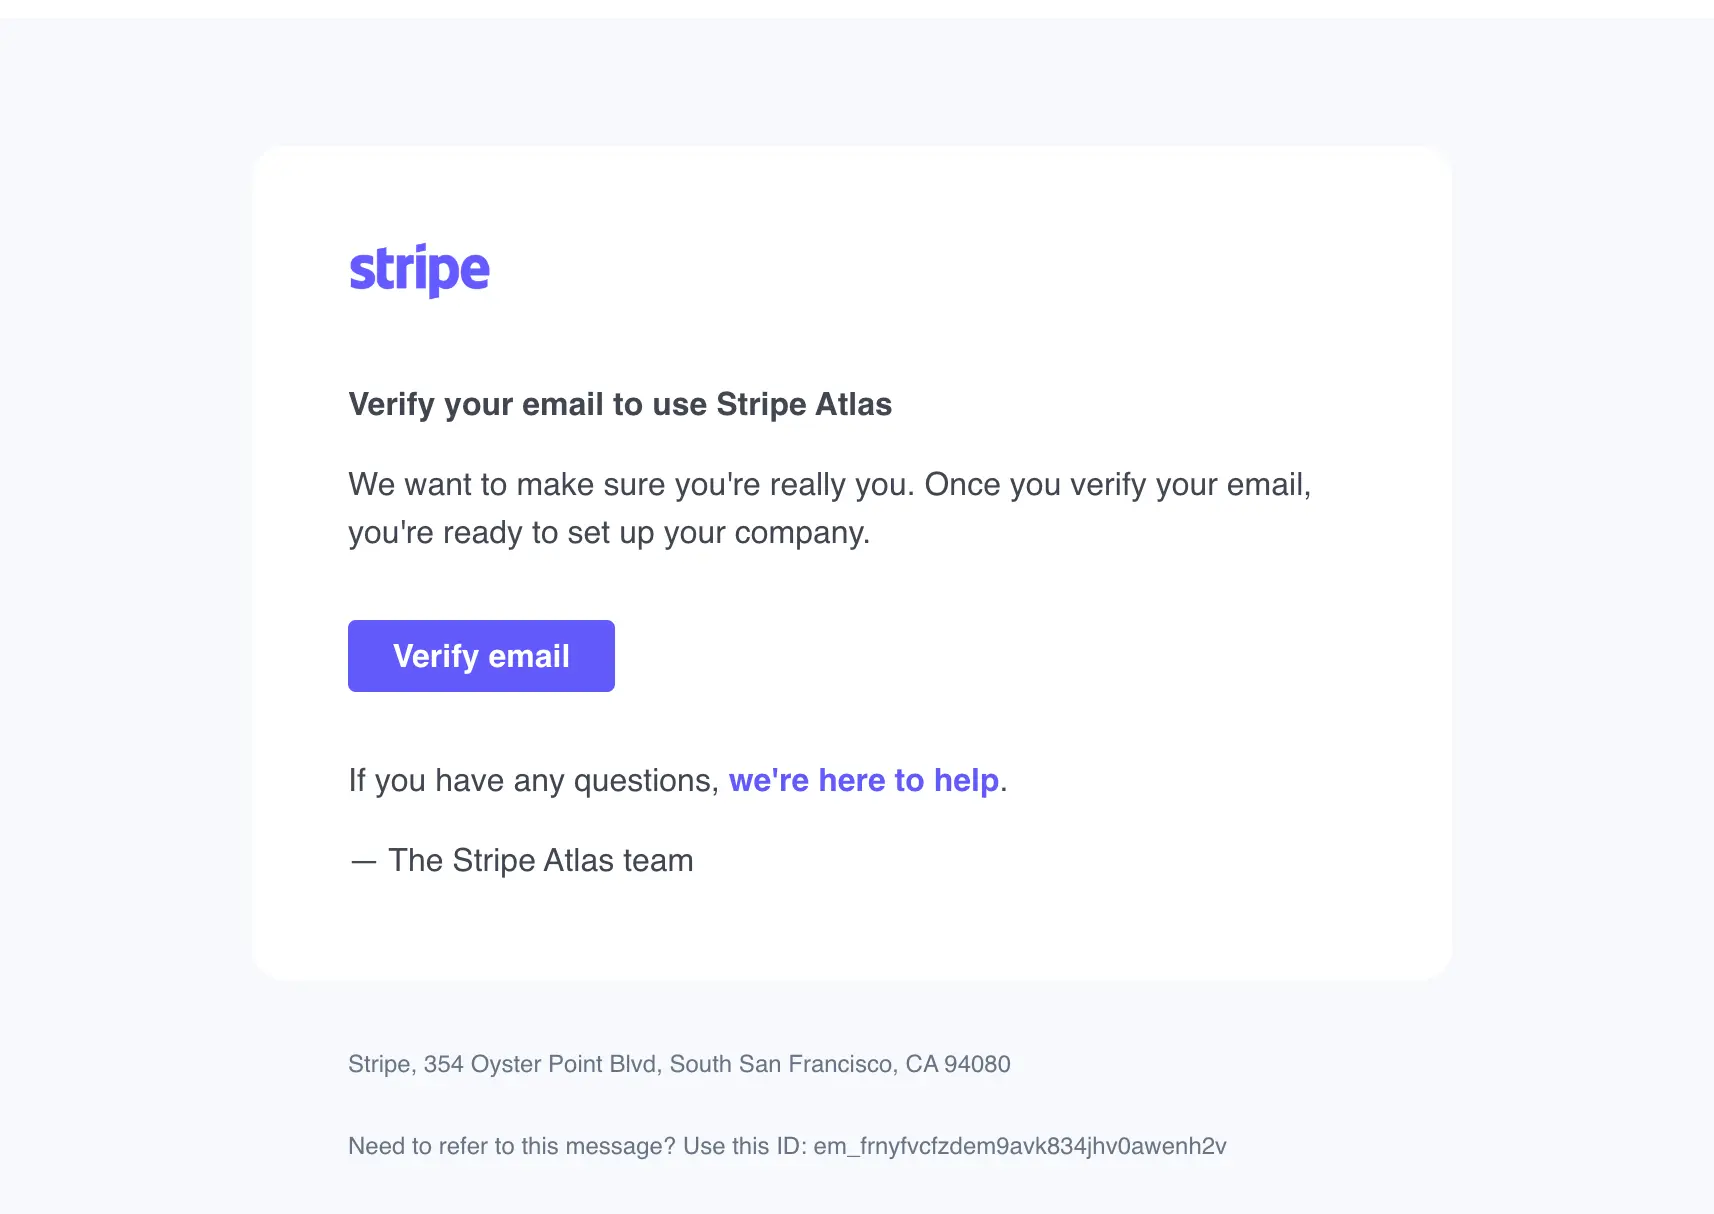 stripe
Verify your email to use Stripe Atlas
We want to make sure you're really you. Once you verify your email,
you're ready to set up your company.
Verify email
If you have any questions, we're here to help.
— The Stripe Atlas team
Stripe, 354 Oyster Point Blvd, South San Francisco, CA 94080
Need to refer to this message? Use this ID: em_frnyfvcfzdem9avk834jhv0awenh2v